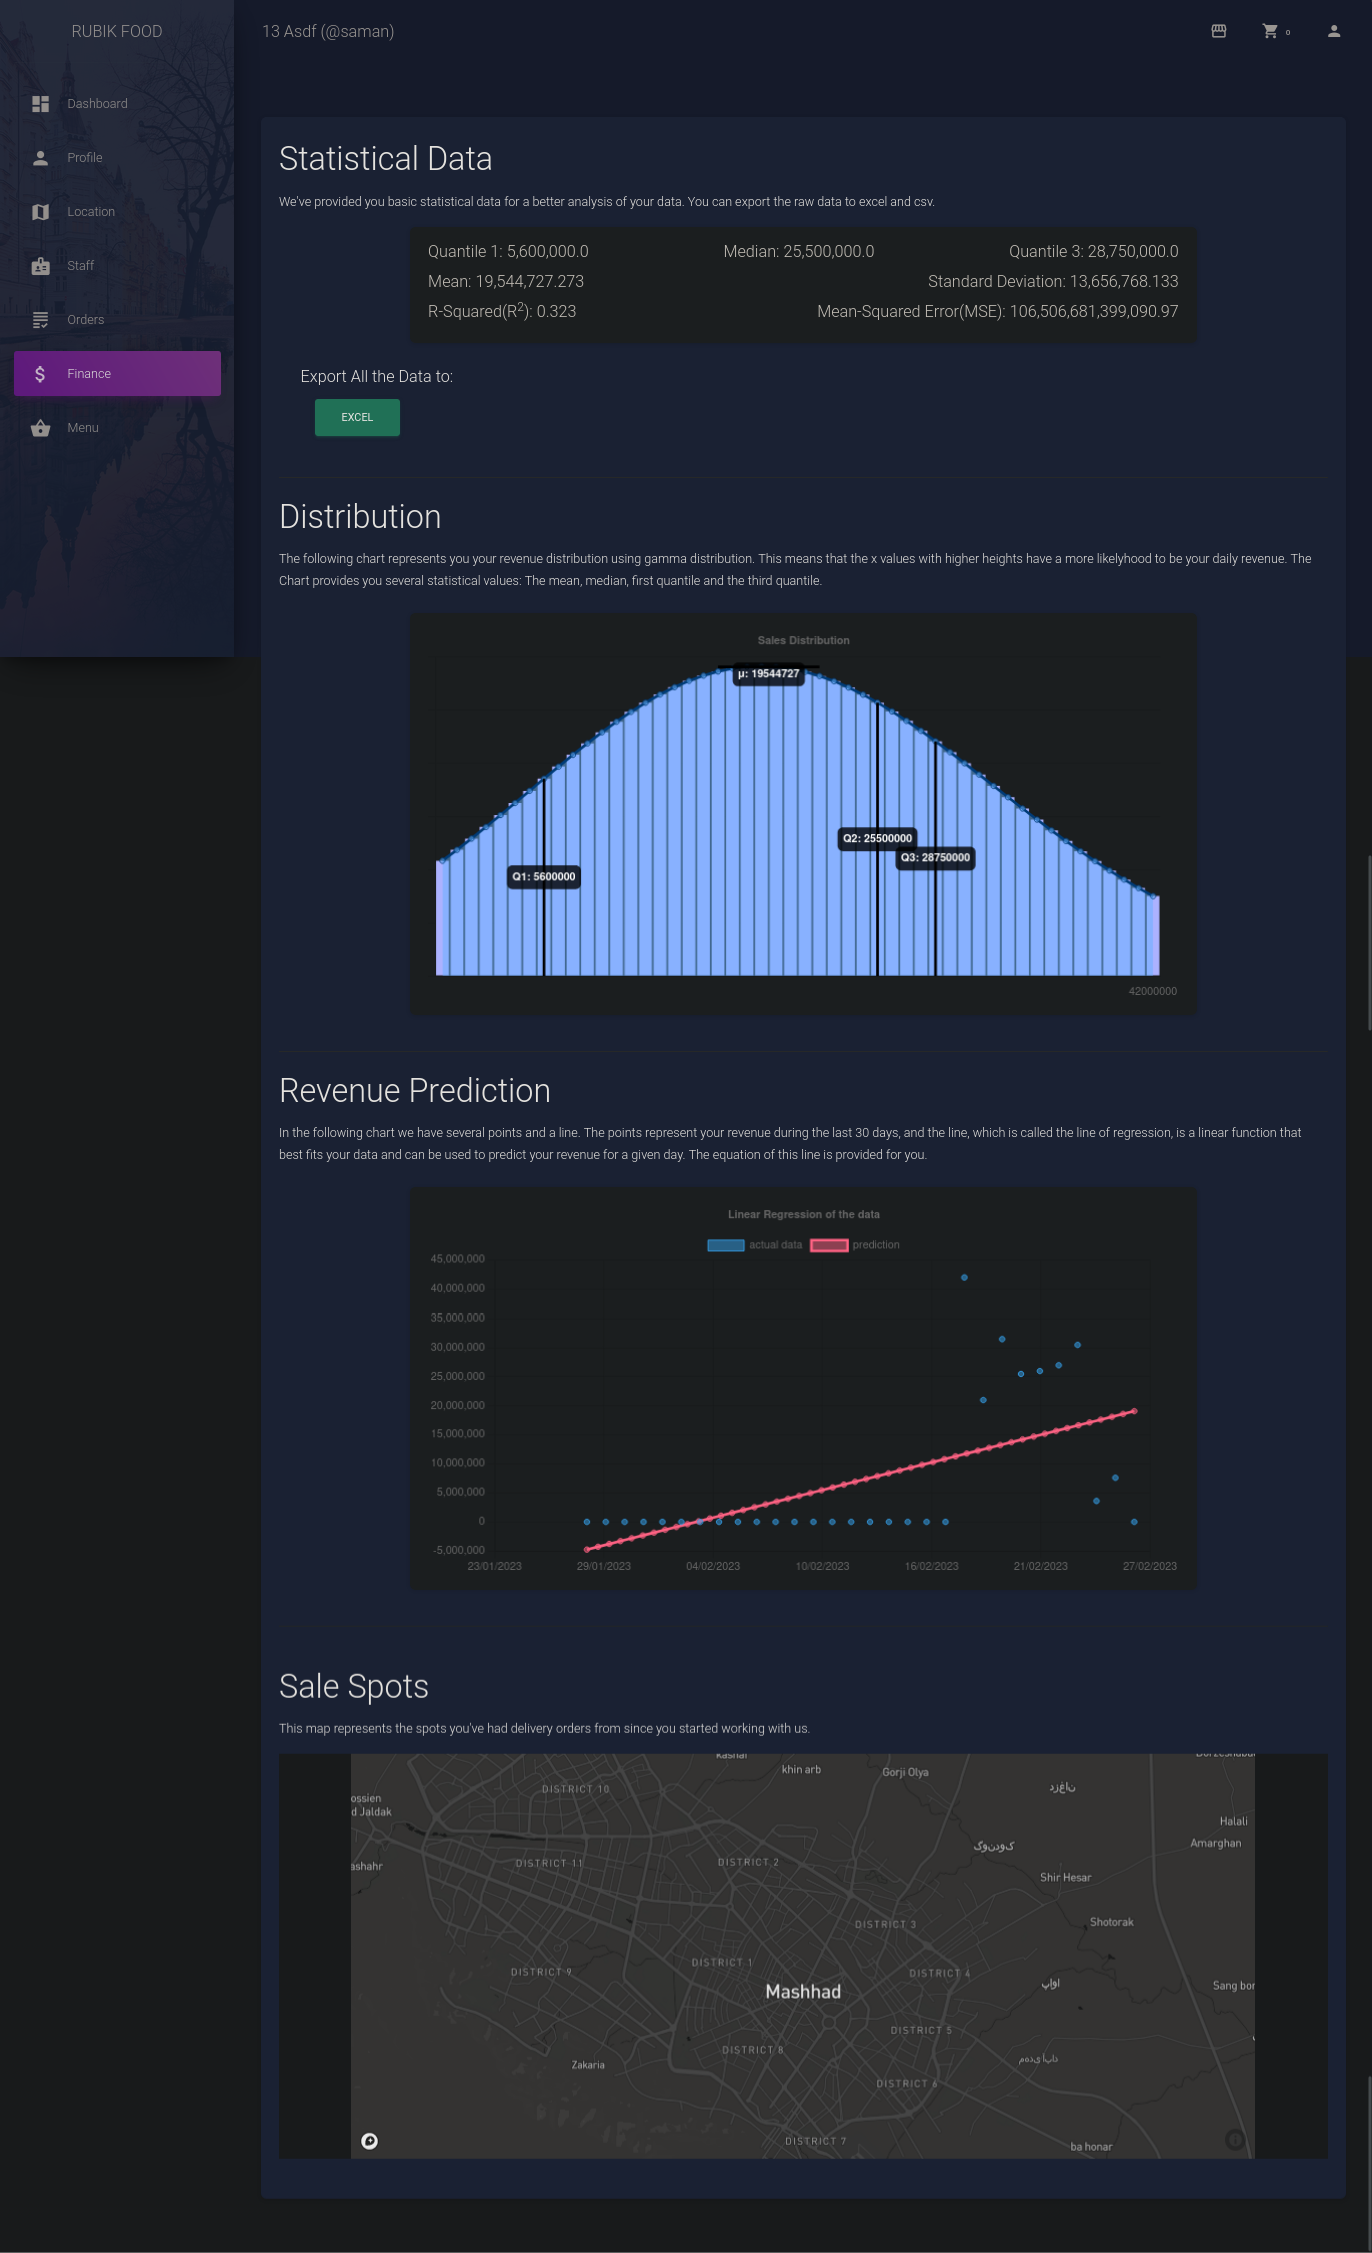 RUBIK FOOD
13 Asdf (@saman)
0
Dashboard
Profile
Location
Staff
Orders
Finance
Menu
Statistical Data
We've provided you basic statistical data for a better analysis of your data. You can export the raw data to excel and csv.
Quantile 1: 5,600,000.0 Median: 25,500,000.0 Quantile 3: 28,750,000.0
Mean: 19,544,727.273 Standard Deviation: 13,656,768.133
R-Squared(R²): 0.323 Mean-Squared Error(MSE): 106,506,681,399,090.97
Export All the Data to:
EXCEL
Distribution
The following chart represents you your revenue distribution using gamma distribution. This means that the x values with higher heights have a more likelyhood to be your daily revenue. The
Chart provides you several statistical values: The mean, median, first quantile and the third quantile.
Sales Distribution
μ: 19544727
Q2: 25500000
Q3: 28750000
Q1: 5600000
42000000
Revenue Prediction
In the following chart we have several points and a line. The points represent your revenue during the last 30 days, and the line, which is called the line of regression, is a linear function that
best fits your data and can be used to predict your revenue for a given day. The equation of this line is provided for you.
Linear Regression of the data
actual data prediction
45,000,000
40,000,000
35,000,000
30,000,000
25,000,000
20,000,000
15,000,000
10,000,000
5,000,000
0
-5,000,000
23/01/2023 29/01/2023 04/02/2023 10/02/2023 16/02/2023 21/02/2023 27/02/2023
Sale Spots
This map represents the spots you've had delivery orders from since you started working with us.
khin arb
Gorji Olya
DISTRICT 10
ossien
d Jaldak
Halali
Amarghan
ashahr
DISTRICT 11
DISTRICT 2
Shir Hesar
Shotorak
DISTRICT 3
DISTRICT 1
DISTRICT 9
DISTRICT 4
Sang bor
Mashhad
DISTRICT 5
DISTRICT 8
Zakaria
DISTRICT 6
DISTRICT 7
ba honar